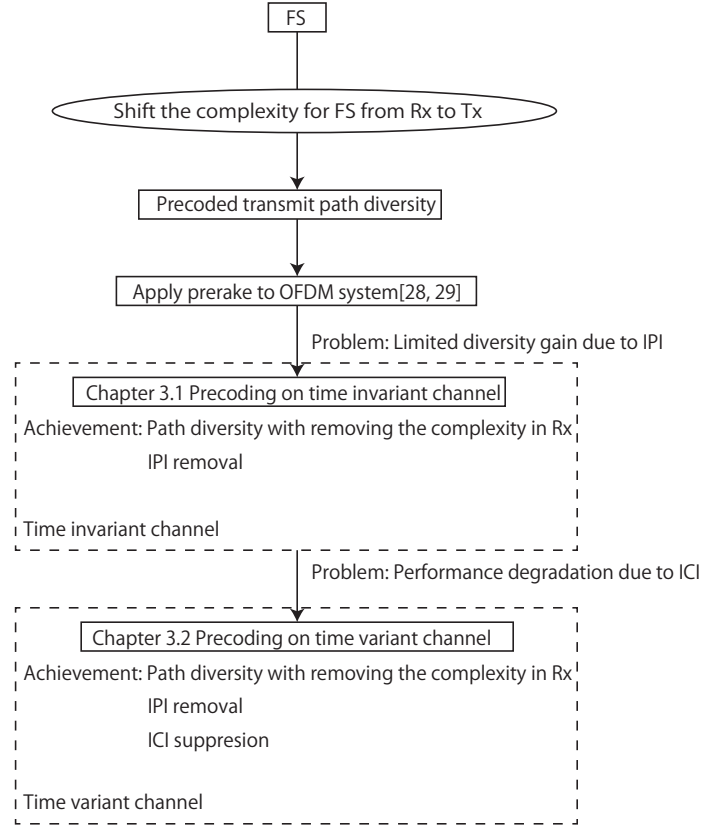 FS
Shift the complexity for FS from Rx to Tx
Precoded transmit path diversity
Apply prerake to OFDM system[28, 29]
Problem: Limited diversity gain due to IPI
Chapter 3.1 Precoding on time invariant channel
Achievement: Path diversity with removing the complexity in Rx
IPI removal
Time invariant channel
Problem: Performance degradation due to ICI
Chapter 3.2 Precoding on time variant channel
Achievement: Path diversity with removing the complexity in Rx
IPI removal
ICI suppresion
Time variant channel